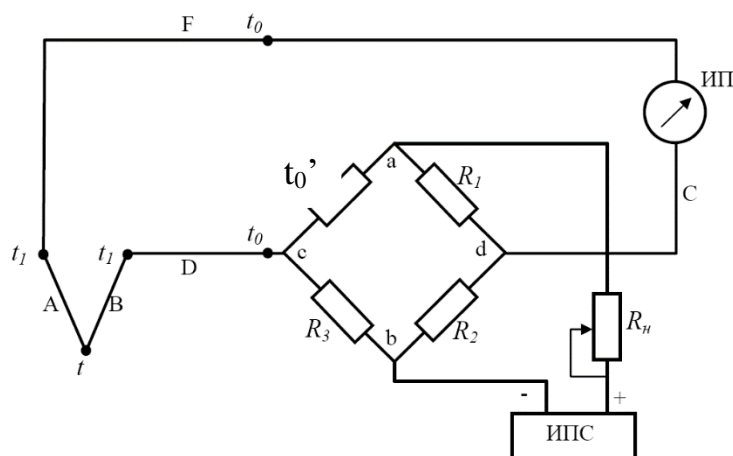 F
t₀
ИП
a
t₀’
R₁
C
t₁
t₁
t₀
c
d
A
B
D
R₃
b
R₂
Rн
t
-
+
ИПС